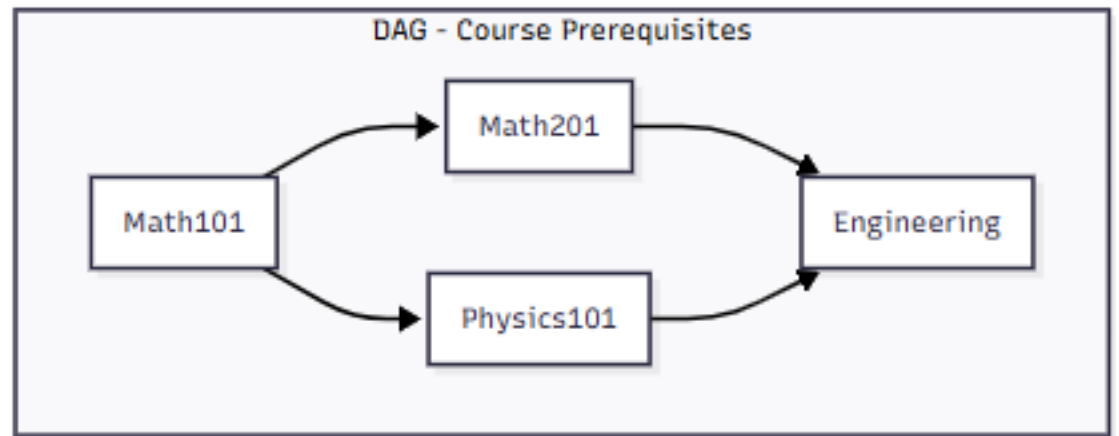 DAG - Course Prerequisites
Math201
Math101
Engineering
Physics101